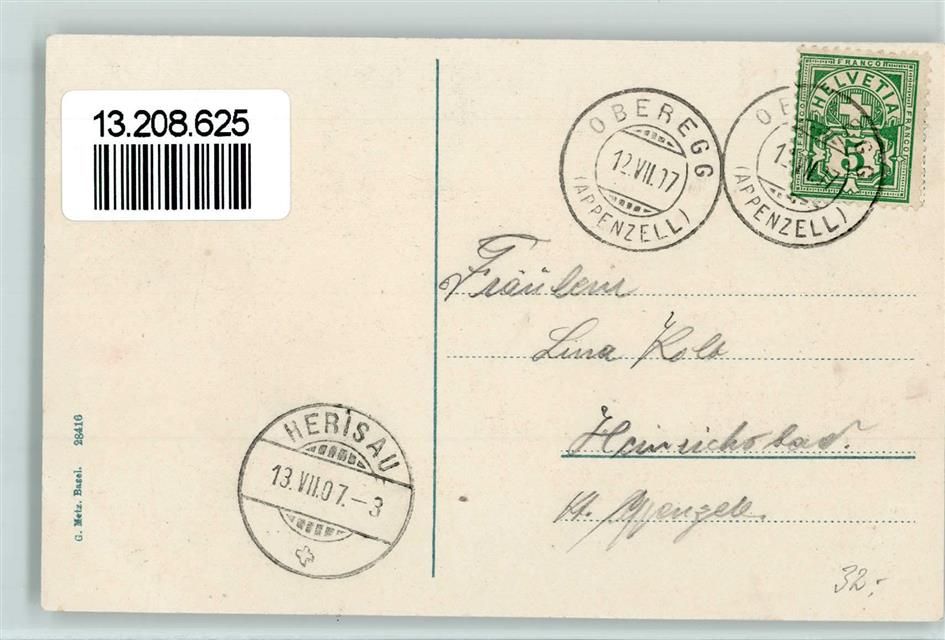 13.208.625
OBEREGG
12.VII.07
(APPENZELL)
OBEREGG
(APPENZELL)
FRANCO
HELVETIA
FRANCO
5
Fräulein
Lina Kolb
Heinrichsbad.
Kt. Appenzell.
HERISAU
13.VII.07.-3
G. Metz. Basel. 28416
32.-